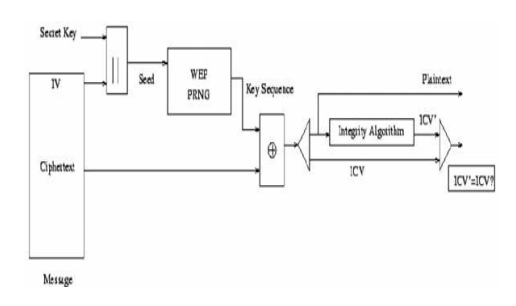 Secret Key
IV
||
Seed
WEP
PRNG
Key Sequence
Plaintext
Integrity Algorithm
ICV'
Ciphertext
⊕
ICV
ICV'=ICV?
Message